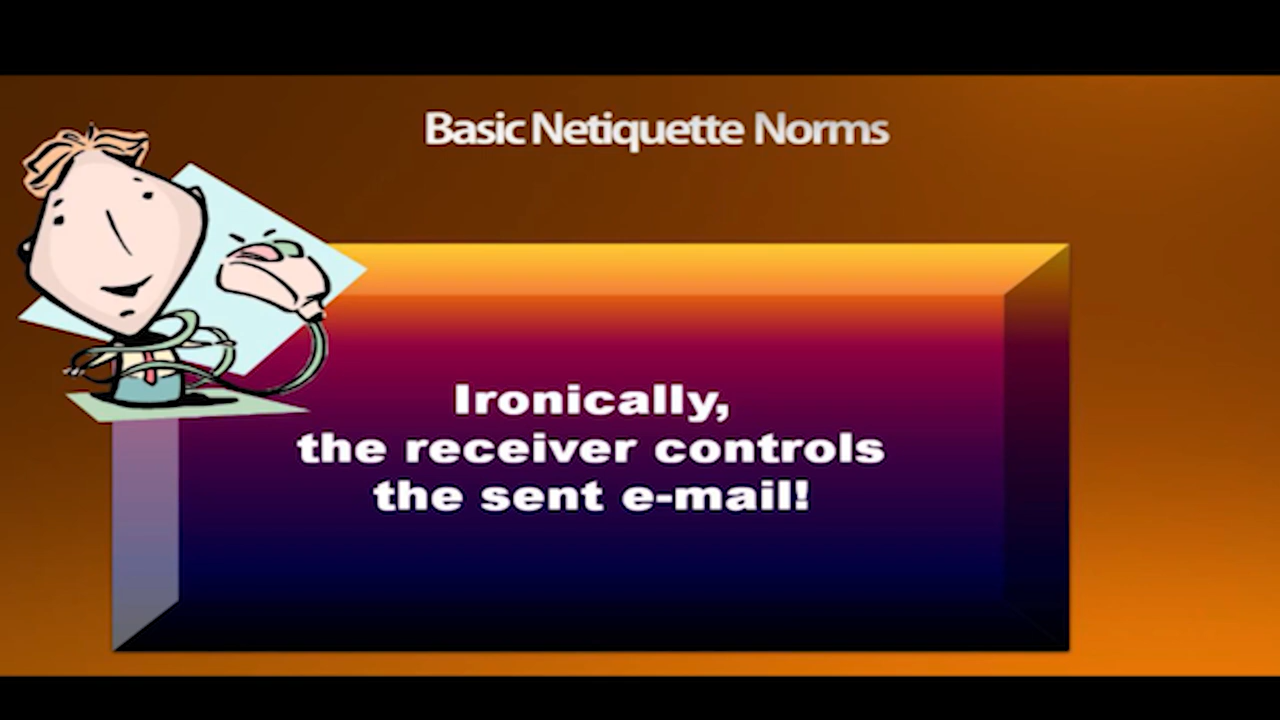 Basic Netiquette Norms
Ironically,
the receiver controls
the sent e-mail!